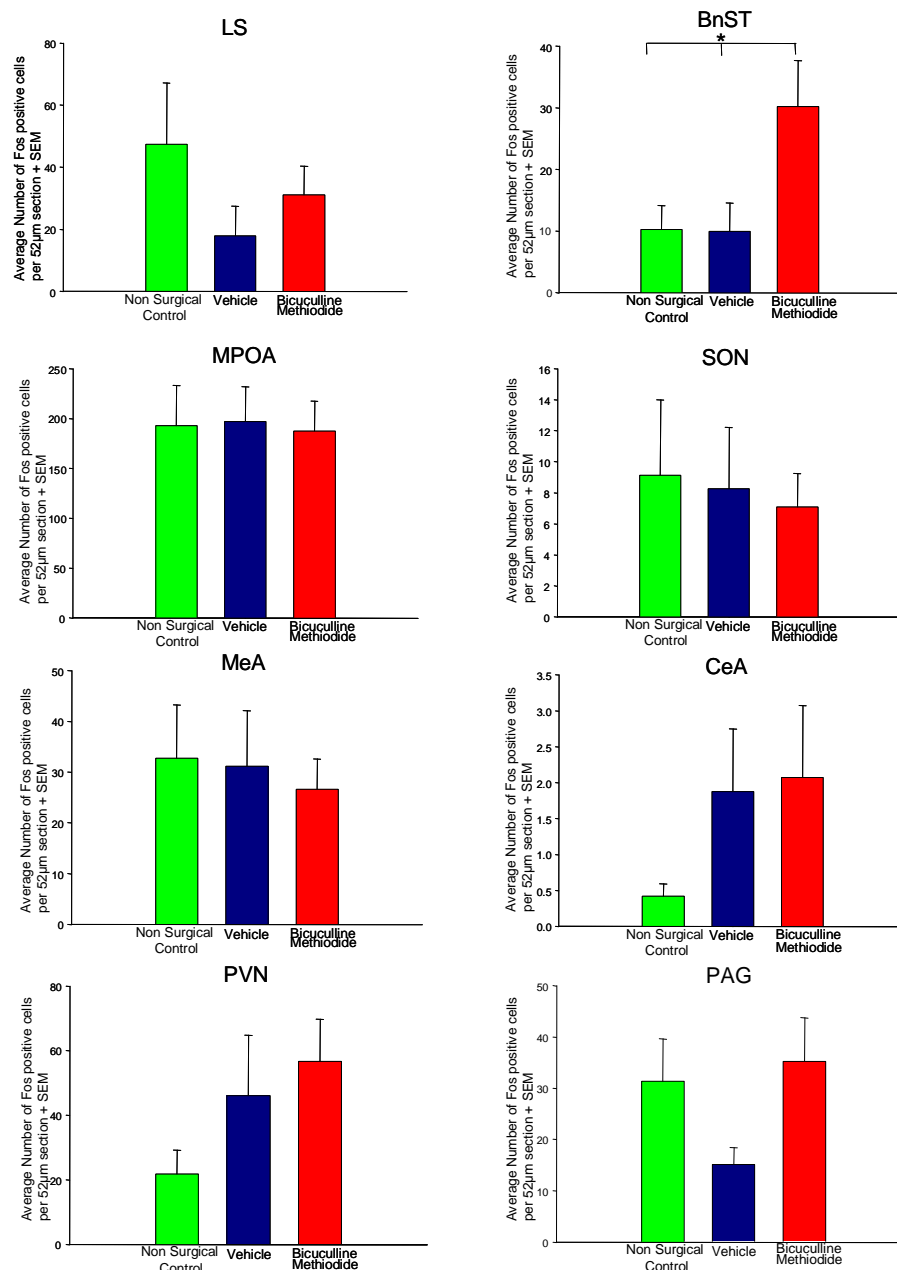 LS
Average Number of Fos positive cells
per 52µm section + SEM
80
60
40
20
0
Non Surgical
Control
Vehicle
Bicuculline
Methiodide
BnST
*
Average Number of Fos positive cells
per 52µm section + SEM
40
30
20
10
0
Non Surgical
Control
Vehicle
Bicuculline
Methiodide
MPOA
Average Number of Fos positive cells
per 52µm section + SEM
250
200
150
100
50
0
Non Surgical
Control
Vehicle
Bicuculline
Methiodide
SON
Average Number of Fos positive cells
per 52µm section + SEM
16
14
12
10
8
6
4
2
0
Non Surgical
Control
Vehicle
Bicuculline
Methiodide
MeA
Average Number of Fos positive cells
per 52µm section + SEM
50
40
30
20
10
0
Non Surgical
Control
Vehicle
Bicuculline
Methiodide
CeA
Average Number of Fos positive cells
per 52µm section + SEM
3.5
3.0
2.5
2.0
1.5
1.0
0.5
0.0
Non Surgical
Control
Vehicle
Bicuculline
Methiodide
PVN
Average Number of Fos positive cells
per 52µm section + SEM
80
60
40
20
0
Non Surgical
Control
Vehicle
Bicuculline
Methiodide
PAG
Average Number of Fos positive cells
per 52µm section + SEM
50
40
30
20
10
0
Non Surgical
Control
Vehicle
Bicuculline
Methiodide